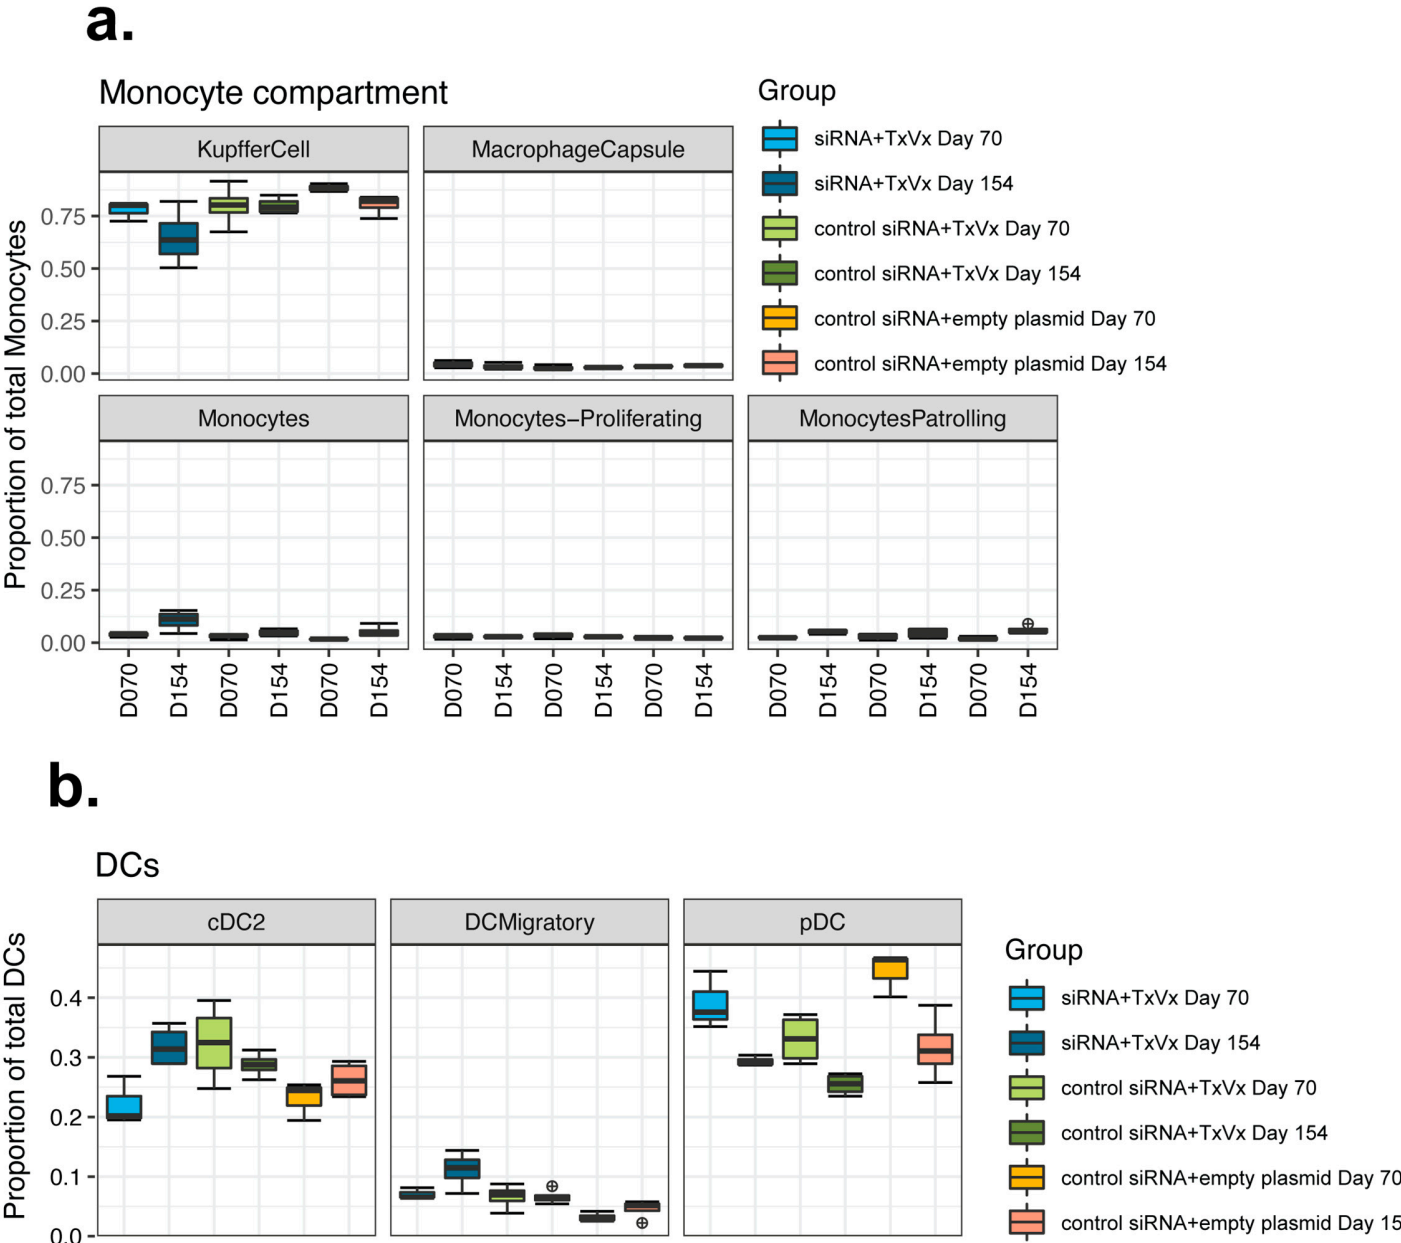 a.
Monocyte compartment
Group
KupfferCell
MacrophageCapsule
siRNA+TxVx Day 70
siRNA+TxVx Day 154
control siRNA+TxVx Day 70
control siRNA+TxVx Day 154
control siRNA+empty plasmid Day 70
control siRNA+empty plasmid Day 154
Proportion of total Monocytes
0.75
0.50
0.25
0.00
Monocytes
Monocytes−Proliferating
MonocytesPatrolling
0.75
0.50
0.25
0.00
D070
D154
D070
D154
D070
D154
D070
D154
D070
D154
D070
D154
D070
D154
D070
D154
D070
D154
b.
DCs
cDC2
DCMigratory
pDC
Proportion of total DCs
0.4
0.3
0.2
0.1
0.0
Group
siRNA+TxVx Day 70
siRNA+TxVx Day 154
control siRNA+TxVx Day 70
control siRNA+TxVx Day 154
control siRNA+empty plasmid Day 70
control siRNA+empty plasmid Day 15